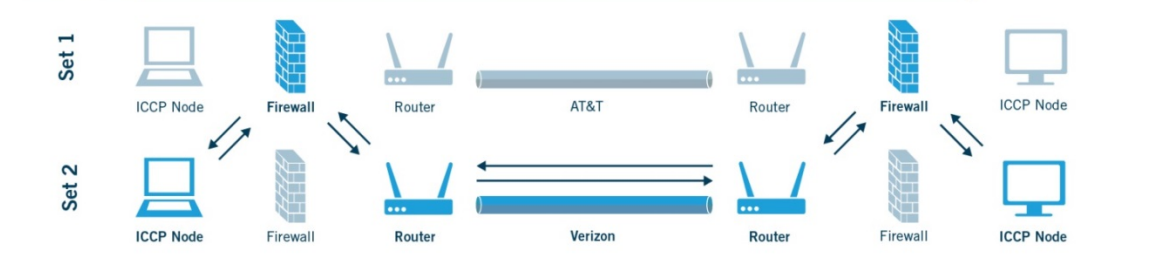 Set 1
ICCP Node
Firewall
Router
AT&T
Router
Firewall
ICCP Node
Set 2
ICCP Node
Firewall
Router
Verizon
Router
Firewall
ICCP Node